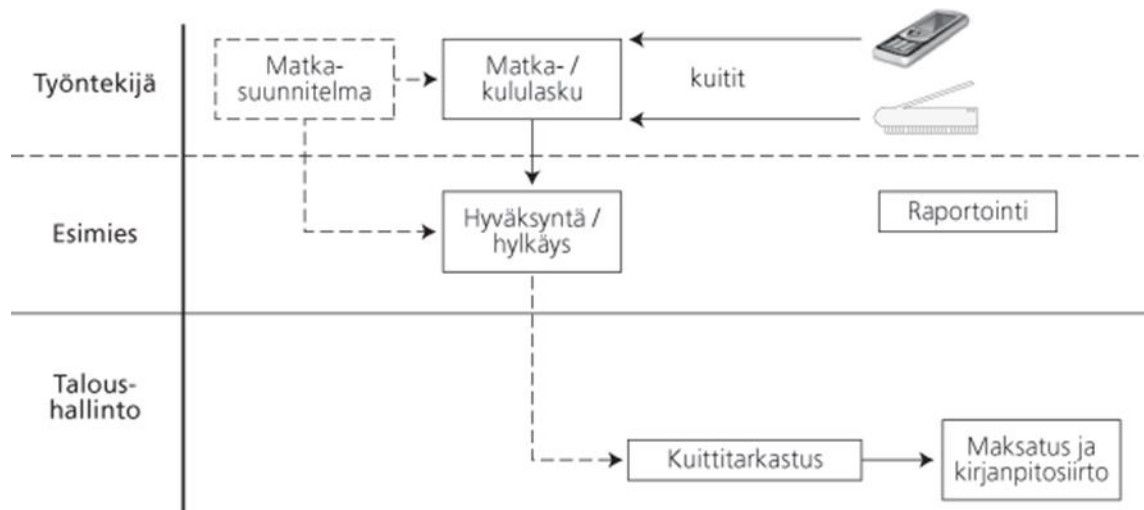 Työntekijä
Matka-
suunnitelma
Matka- /
kululasku
kuitit
Esimies
Hyväksyntä /
hylkäys
Raportointi
Talous-
hallinto
Kuittitarkastus
Maksatus ja
kirjanpitosiirto